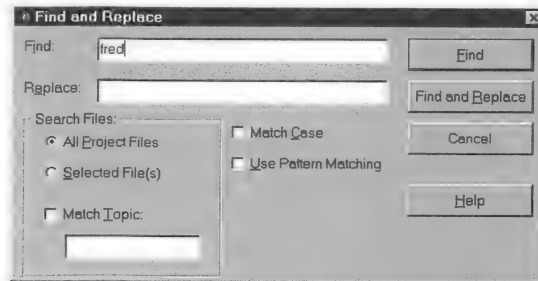 Find and Replace
Find: fred
Find
Replace:
Find and Replace
Search Files:
All Project Files
Match Case
Cancel
Selected File(s)
Use Pattern Matching
Match Topic:
Help